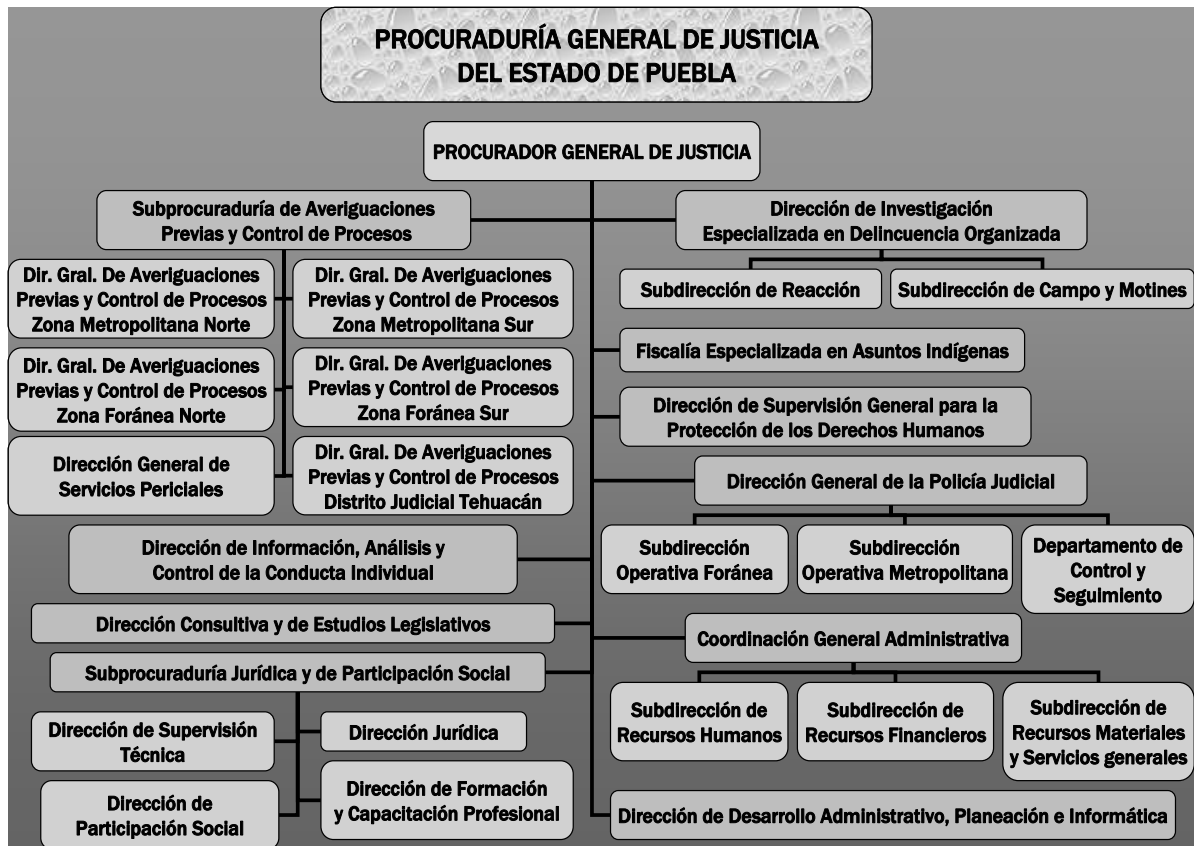 PROCURADURÍA GENERAL DE JUSTICIA
DEL ESTADO DE PUEBLA
PROCURADOR GENERAL DE JUSTICIA
Subprocuraduría de Averiguaciones
Previas y Control de Procesos
Dir. Gral. De Averiguaciones
Previas y Control de Procesos
Zona Metropolitana Norte
Dir. Gral. De Averiguaciones
Previas y Control de Procesos
Zona Metropolitana Sur
Dir. Gral. De Averiguaciones
Previas y Control de Procesos
Zona Foránea Norte
Dir. Gral. De Averiguaciones
Previas y Control de Procesos
Zona Foránea Sur
Dirección General de
Servicios Periciales
Dir. Gral. De Averiguaciones
Previas y Control de Procesos
Distrito Judicial Tehuacán
Dirección de Información, Análisis y
Control de la Conducta Individual
Dirección Consultiva y de Estudios Legislativos
Subprocuraduría Jurídica y de Participación Social
Dirección de Supervisión
Técnica
Dirección Jurídica
Dirección de
Participación Social
Dirección de Formación
y Capacitación Profesional
Dirección de Investigación
Especializada en Delincuencia Organizada
Subdirección de Reacción
Subdirección de Campo y Motines
Fiscalía Especializada en Asuntos Indígenas
Dirección de Supervisión General para la
Protección de los Derechos Humanos
Dirección General de la Policía Judicial
Subdirección
Operativa Foránea
Subdirección
Operativa Metropolitana
Departamento de
Control y
Seguimiento
Coordinación General Administrativa
Subdirección de
Recursos Humanos
Subdirección de
Recursos Financieros
Subdirección de
Recursos Materiales
y Servicios generales
Dirección de Desarrollo Administrativo, Planeación e Informática